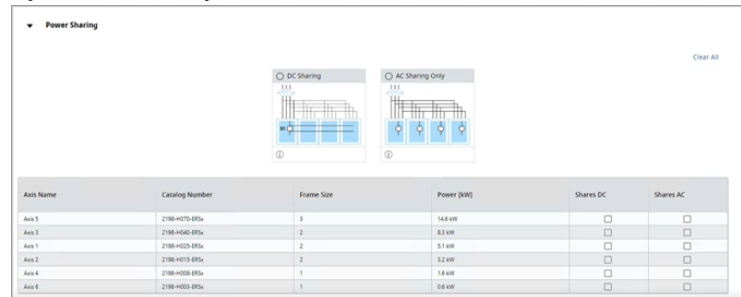 Power Sharing
Clear All
DC Sharing
AC Sharing Only
Axis Name Catalog Number Frame Size Power [kW] Shares DC Shares AC
Axis 5 2198-H070-ERSx 3 14.6 kW
Axis 3 2198-H040-ERSx 2 8.3 kW
Axis 1 2198-H025-ERSx 2 5.1 kW
Axis 2 2198-H015-ERSx 2 3.2 kW
Axis 4 2198-H008-ERSx 1 1.6 kW
Axis 6 2198-H003-ERSx 1 0.6 kW